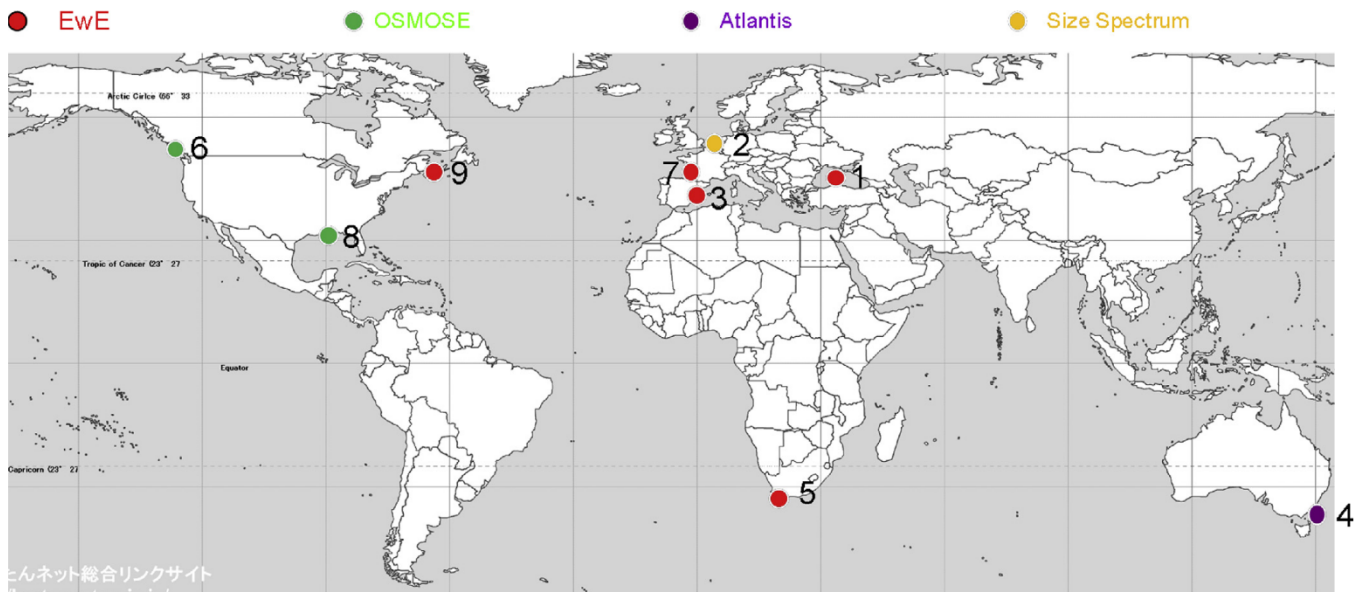 EwE OSMOSE Atlantis Size Spectrum
Arctic Cirlce (66° 33
6
2
9
7
1
3
8
Tropic of Cancer (23° 27
Equator
Capricorn (23° 27
5
4
たんネット総合リンクサイト